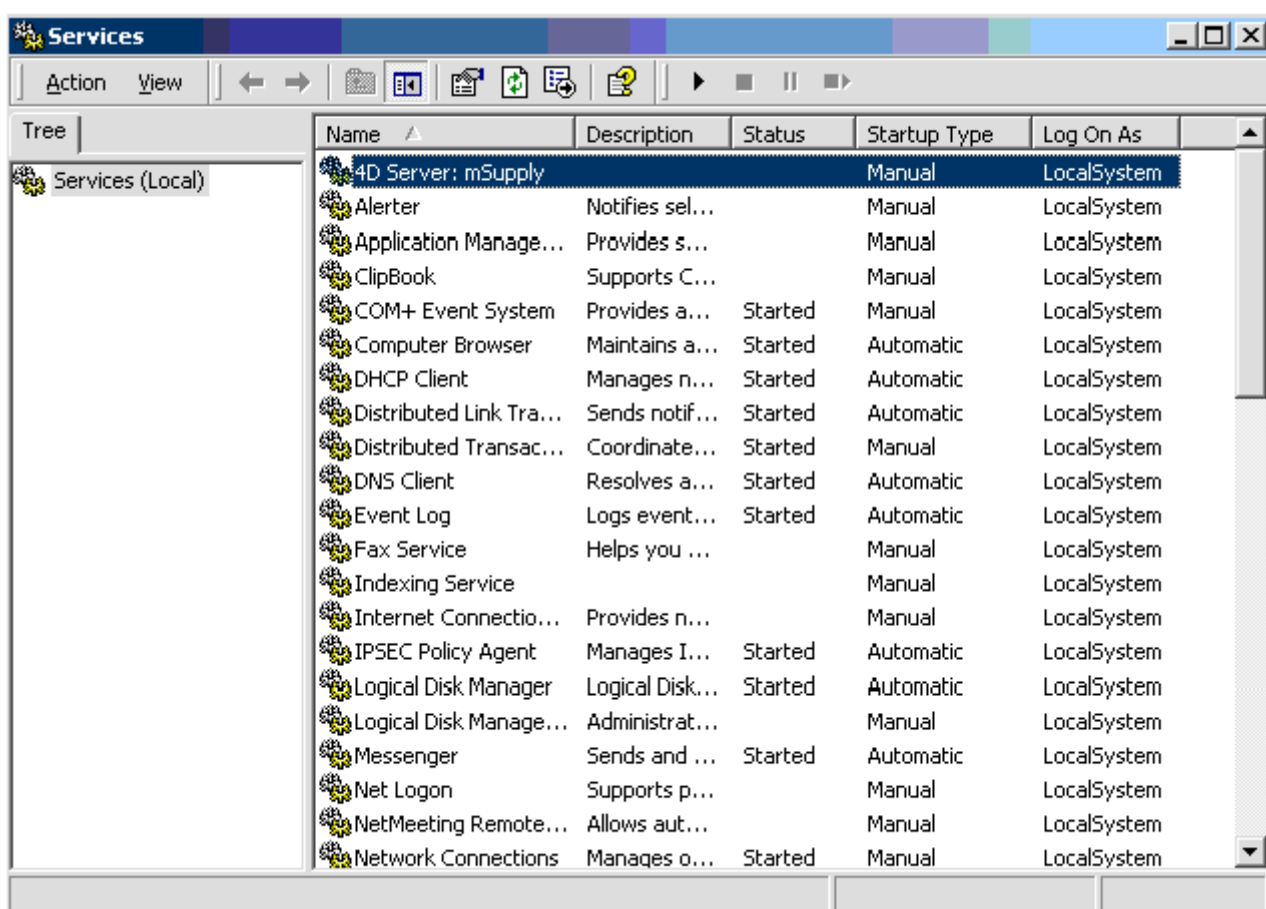 Services
Action View
Tree
Services (Local)
Name Description Status Startup Type Log On As
4D Server: mSupply Manual LocalSystem
Alerter Notifies sel... Manual LocalSystem
Application Manage... Provides s... Manual LocalSystem
ClipBook Supports C... Manual LocalSystem
COM+ Event System Provides a... Started Manual LocalSystem
Computer Browser Maintains a... Started Automatic LocalSystem
DHCP Client Manages n... Started Automatic LocalSystem
Distributed Link Tra... Sends notif... Started Automatic LocalSystem
Distributed Transac... Coordinate... Started Manual LocalSystem
DNS Client Resolves a... Started Automatic LocalSystem
Event Log Logs event... Started Automatic LocalSystem
Fax Service Helps you ... Manual LocalSystem
Indexing Service Manual LocalSystem
Internet Connectio... Provides n... Manual LocalSystem
IPSEC Policy Agent Manages I... Started Automatic LocalSystem
Logical Disk Manager Logical Disk... Started Automatic LocalSystem
Logical Disk Manage... Administrat... Manual LocalSystem
Messenger Sends and ... Started Automatic LocalSystem
Net Logon Supports p... Manual LocalSystem
NetMeeting Remote... Allows aut... Manual LocalSystem
Network Connections Manages o... Started Manual LocalSystem